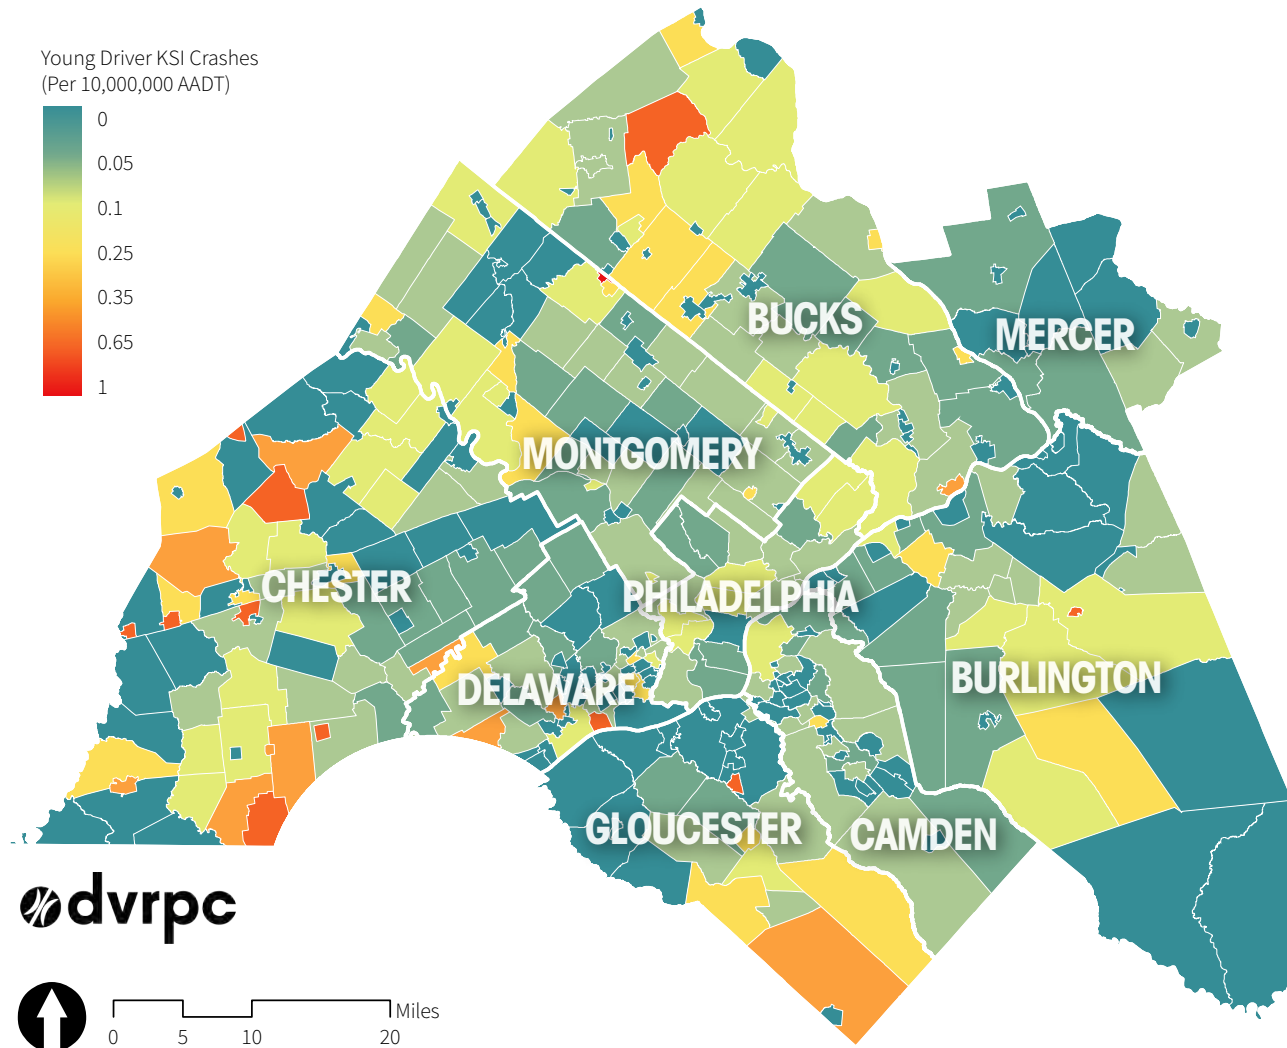 Young Driver KSI Crashes
(Per 10,000,000 AADT)
0
0.05
0.1
0.25
0.35
0.65
1
BUCKS
MERCER
MONTGOMERY
CHESTER
PHILADELPHIA
DELAWARE
BURLINGTON
GLOUCESTER
CAMDEN
dvrpc
Miles
0 5 10 20